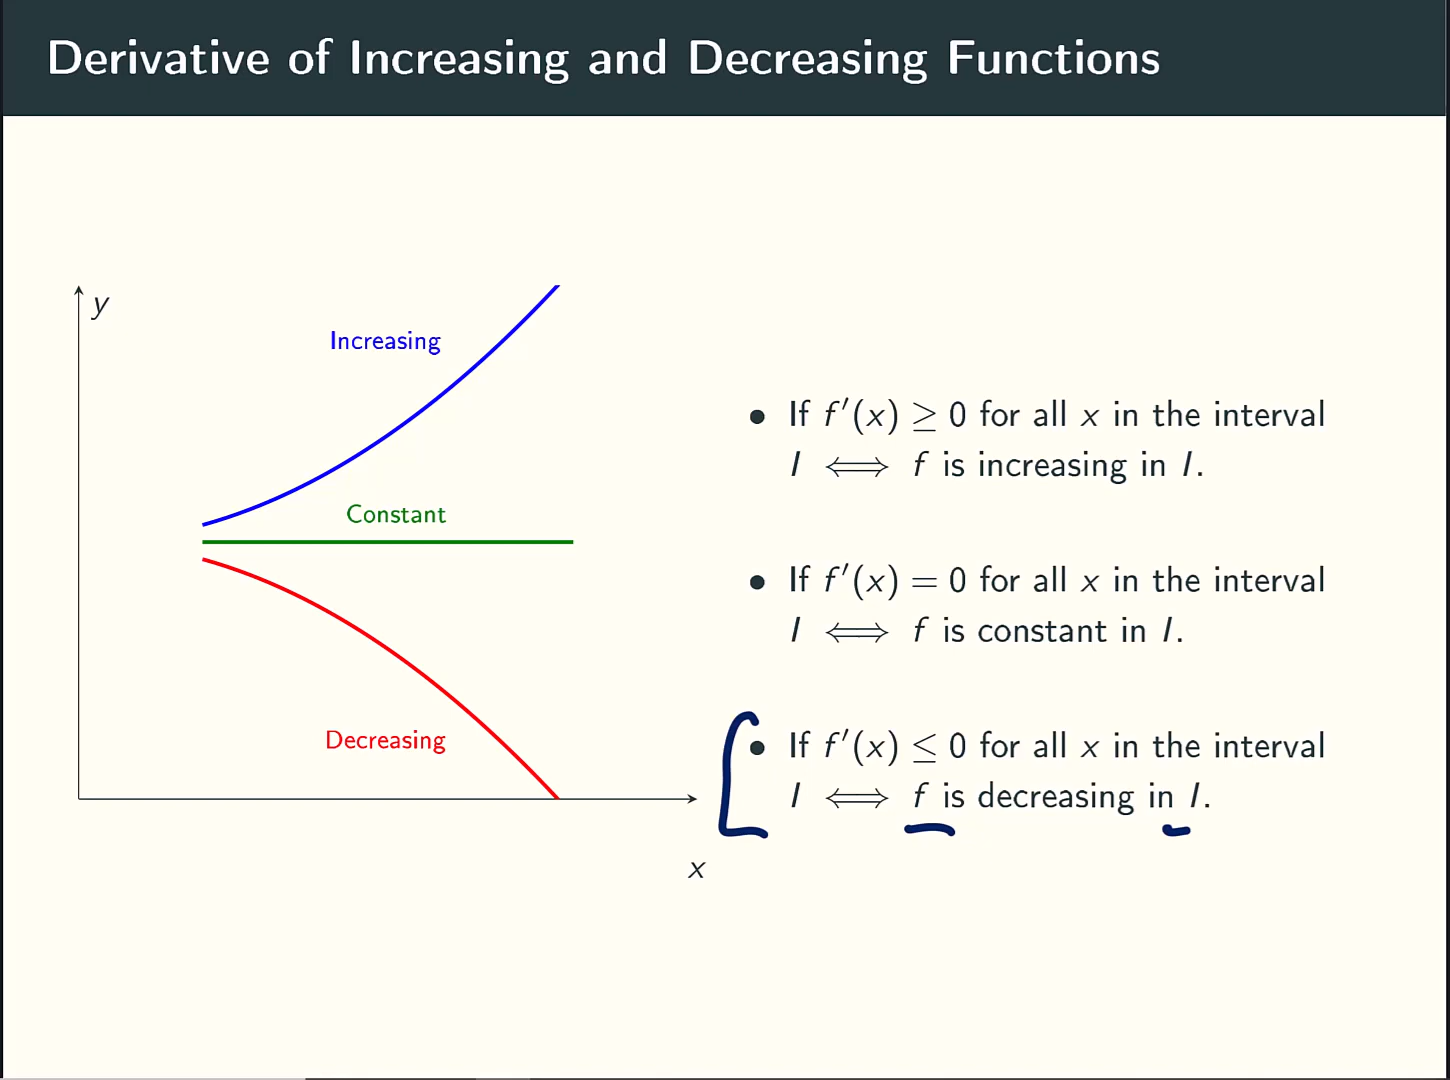 Derivative of Increasing and Decreasing Functions
y
Increasing
Constant
Decreasing
x
• If f′(x) ≥ 0 for all x in the interval
I ⟺ f is increasing in I.
• If f′(x) = 0 for all x in the interval
I ⟺ f is constant in I.
• If f′(x) ≤ 0 for all x in the interval
I ⟺ f is decreasing in I.